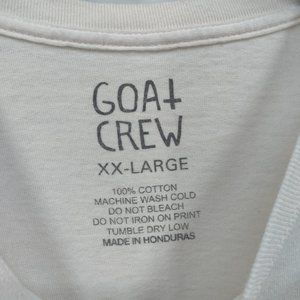 GOAT
CREW
XX-LARGE
100% COTTON
MACHINE WASH COLD
DO NOT BLEACH
DO NOT IRON ON PRINT
TUMBLE DRY LOW
MADE IN HONDURAS